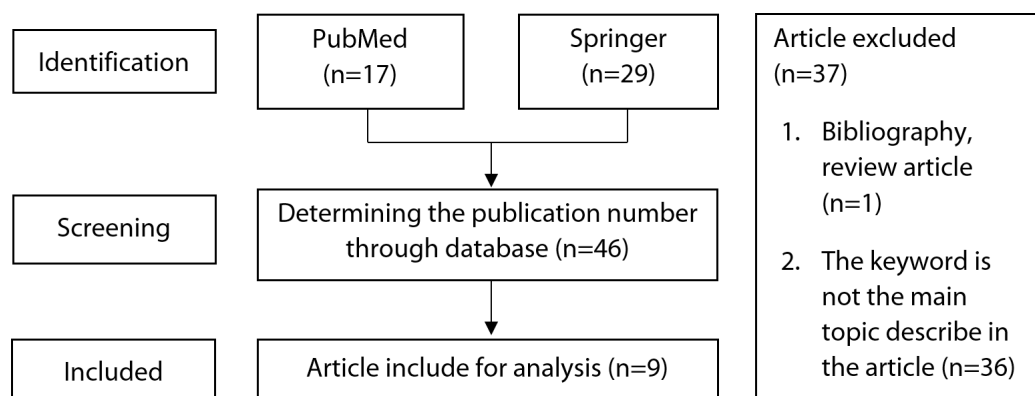 Identification
PubMed
(n=17)
Springer
(n=29)
Screening
Determining the publication number
through database (n=46)
Included
Article include for analysis (n=9)
Article excluded
(n=37)
1. Bibliography,
review article
(n=1)
2. The keyword is
not the main
topic describe in
the article (n=36)